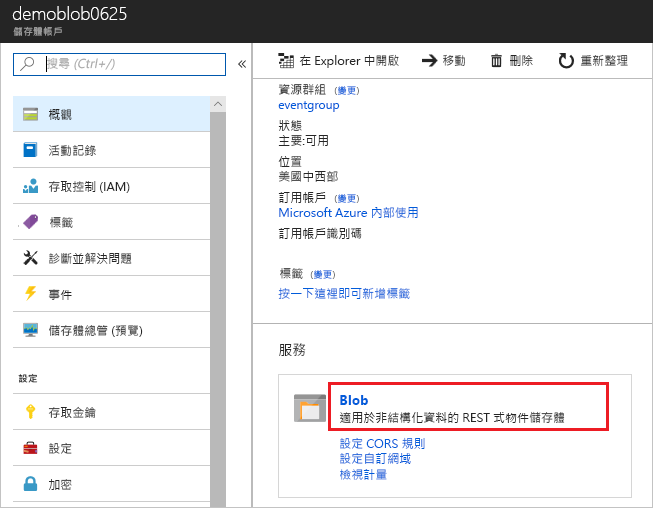 demoblob0625
儲存體帳戶
搜尋 (Ctrl+/)
«
概觀
活動記錄
存取控制 (IAM)
標籤
診斷並解決問題
事件
儲存體總管 (預覽)
設定
存取金鑰
設定
加密
在 Explorer 中開啟
移動
刪除
重新整理
資源群組 (變更)
eventgroup
狀態
主要:可用
位置
美國中西部
訂用帳戶 (變更)
Microsoft Azure 內部使用
訂用帳戶識別碼
標籤 (變更)
按一下這裡即可新增標籤
服務
Blob
適用於非結構化資料的 REST 式物件儲存體
設定 CORS 規則
設定自訂網域
檢視計量